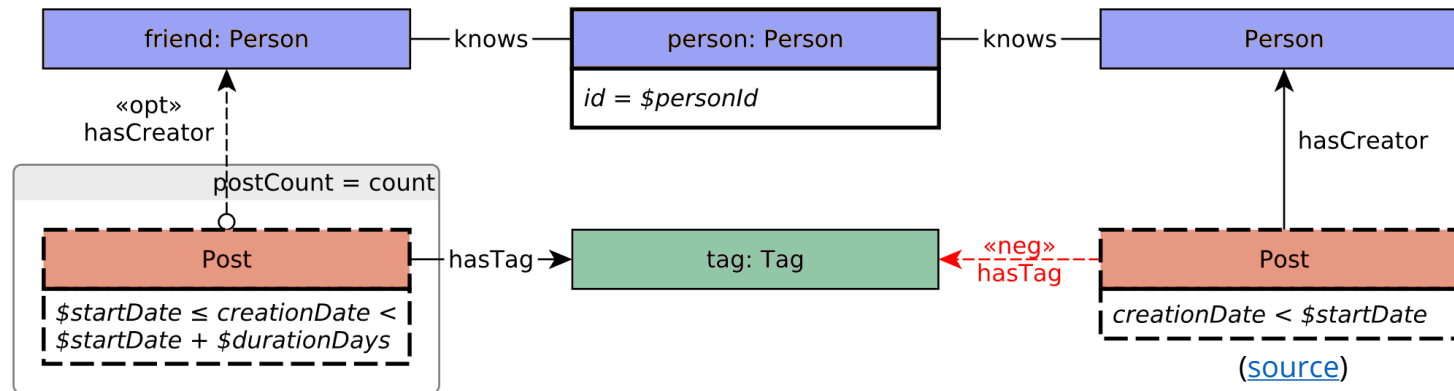 friend: Person
knows
person: Person
knows
Person
id = $personId
«opt»
hasCreator
hasCreator
postCount = count
Post
hasTag
tag: Tag
«neg»
hasTag
Post
$startDate ≤ creationDate <
$startDate + $durationDays
creationDate < $startDate
(source)